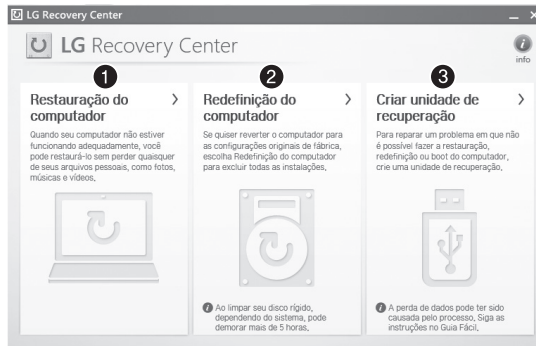 LG Recovery Center
LG Recovery Center
info
1
Restauração do
computador
Quando seu computador não estiver
funcionando adequadamente, você
pode restaurá-lo sem perder quaisquer
de seus arquivos pessoais, como fotos,
músicas e vídeos.
2
Redefinição do
computador
Se quiser reverter o computador para
as configurações originais de fábrica,
escolha Redefinição do computador
para excluir todas as instalações.
Ao limpar seu disco rígido,
dependendo do sistema, pode
demorar mais de 5 horas.
3
Criar unidade de
recuperação
Para reparar um problema em que não
é possível fazer a restauração,
redefinição ou boot do computador,
crie uma unidade de recuperação.
A perda de dados pode ter sido
causada pelo processo. Siga as
instruções no Guia Fácil.